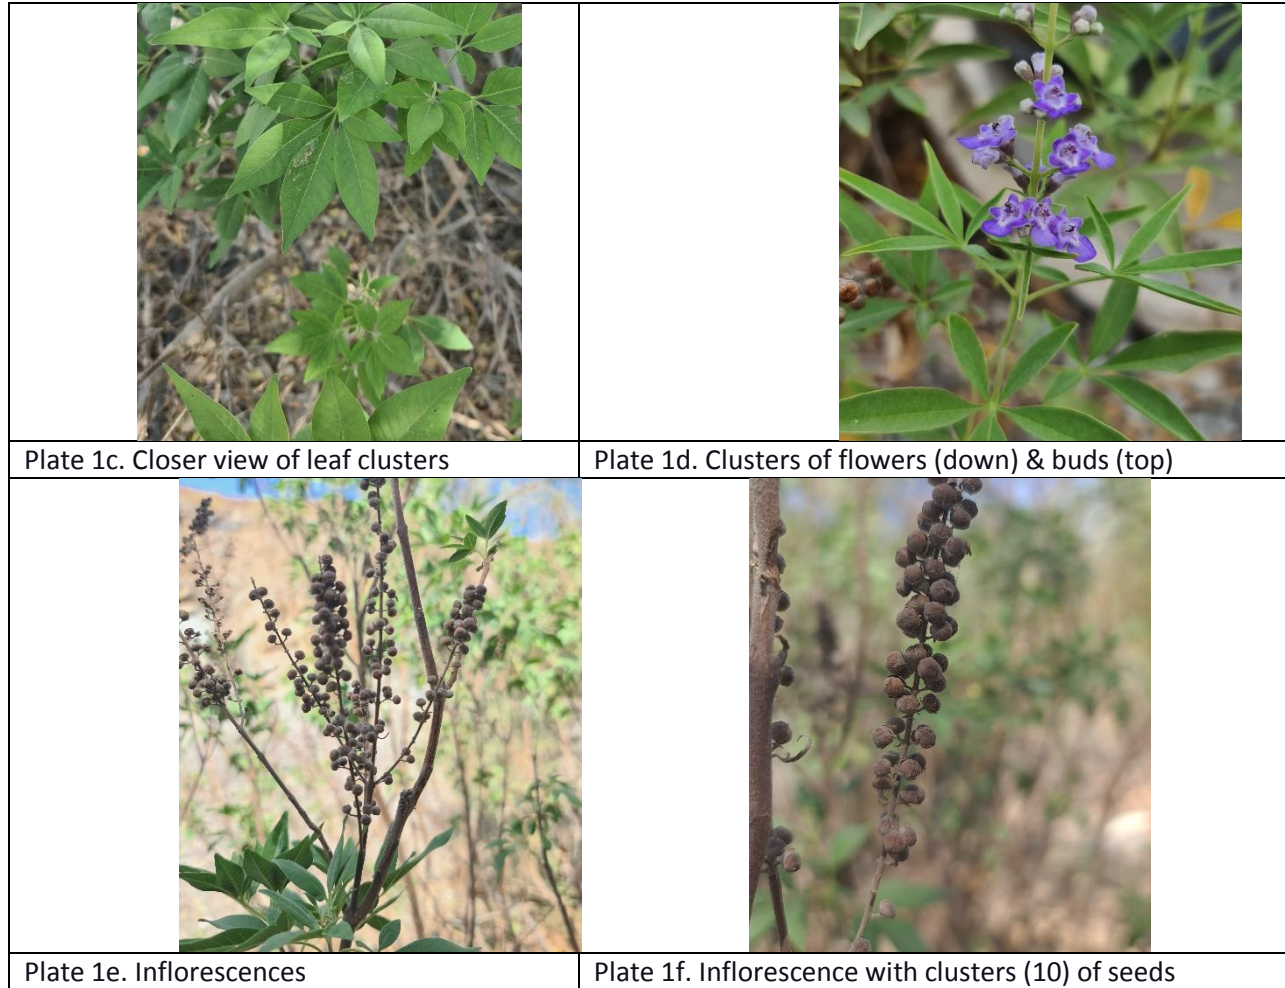 Plate 1c. Closer view of leaf clusters
Plate 1d. Clusters of flowers (down) & buds (top)
Plate 1e. Inflorescences
Plate 1f. Inflorescence with clusters (10) of seeds